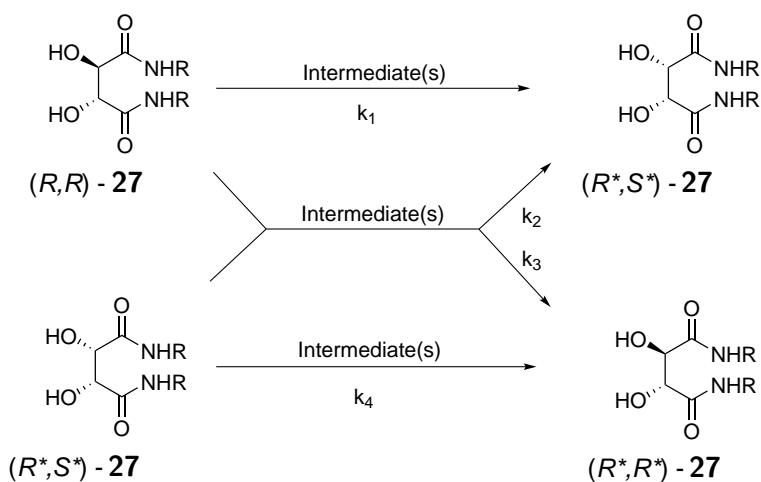 O
HO
NHR
NHR
HO
O
(R,R) - 27
Intermediate(s)
k1
O
HO
NHR
NHR
HO
O
(R*,S*) - 27
Intermediate(s)
k2
k3
O
HO
NHR
NHR
HO
O
(R*,S*) - 27
Intermediate(s)
k4
O
HO
NHR
NHR
HO
O
(R*,R*) - 27